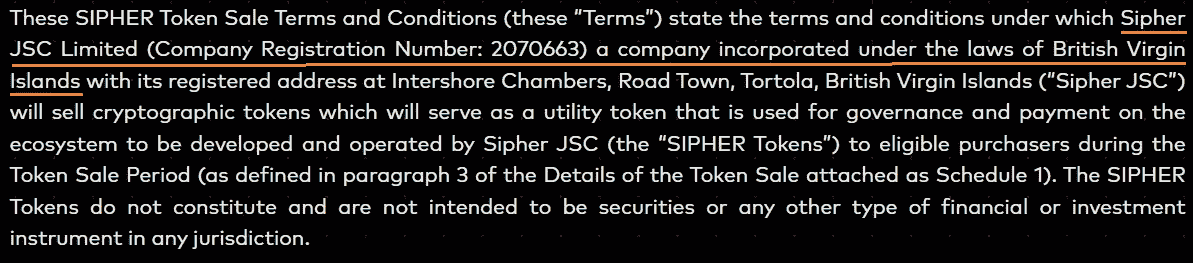 These SIPHER Token Sale Terms and Conditions (these "Terms") state the terms and conditions under which Sipher
JSC Limited (Company Registration Number: 2070663) a company incorporated under the laws of British Virgin
Islands with its registered address at Intershore Chambers, Road Town, Tortola, British Virgin Islands ("Sipher JSC")
will sell cryptographic tokens which will serve as a utility token that is used for governance and payment on the
ecosystem to be developed and operated by Sipher JSC (the "SIPHER Tokens") to eligible purchasers during the
Token Sale Period (as defined in paragraph 3 of the Details of the Token Sale attached as Schedule 1). The SIPHER
Tokens do not constitute and are not intended to be securities or any other type of financial or investment
instrument in any jurisdiction.